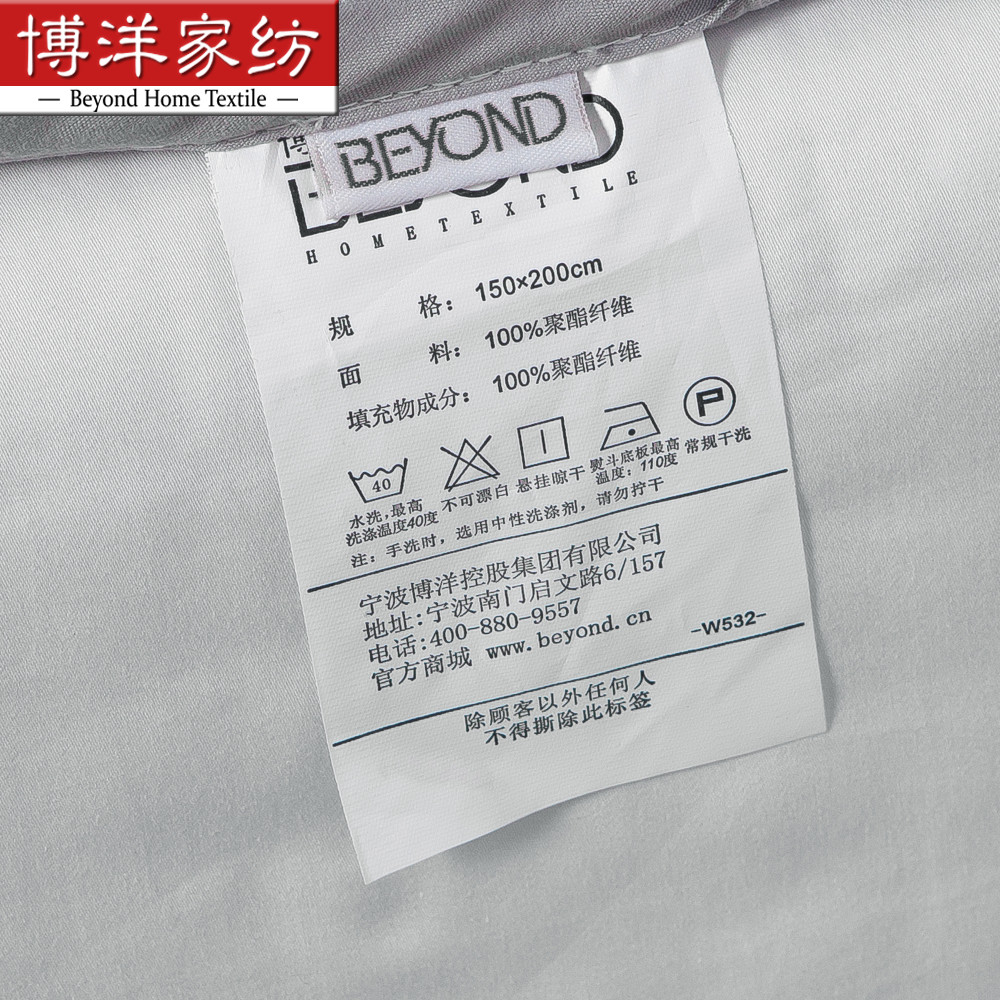 博洋家纺
— Beyond Home Textile —
BEYOND
HOMETEXTILE
规 格: 150×200cm
面 料: 100%聚酯纤维
填充物成分: 100%聚酯纤维
40
P
水洗,最高
洗涤温度40度
不可漂白
悬挂晾干
熨斗底板最高
温度:110度
常规干洗
注: 手洗时, 选用中性洗涤剂, 请勿拧干
宁波博洋控股集团有限公司
地址:宁波南门启文路6/157
电话:400-880-9557
官方商城 www.beyond.cn
-W532-
除顾客以外任何人
不得撕除此标签